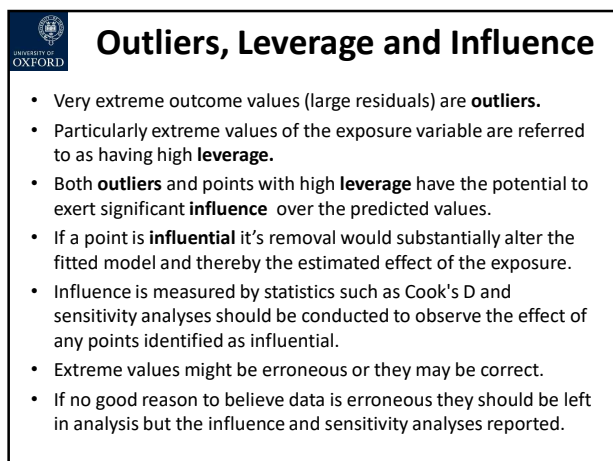 UNIVERSITY OF
OXFORD
Outliers, Leverage and Influence
• Very extreme outcome values (large residuals) are outliers.
• Particularly extreme values of the exposure variable are referred
to as having high leverage.
• Both outliers and points with high leverage have the potential to
exert significant influence over the predicted values.
• If a point is influential it's removal would substantially alter the
fitted model and thereby the estimated effect of the exposure.
• Influence is measured by statistics such as Cook's D and
sensitivity analyses should be conducted to observe the effect of
any points identified as influential.
• Extreme values might be erroneous or they may be correct.
• If no good reason to believe data is erroneous they should be left
in analysis but the influence and sensitivity analyses reported.